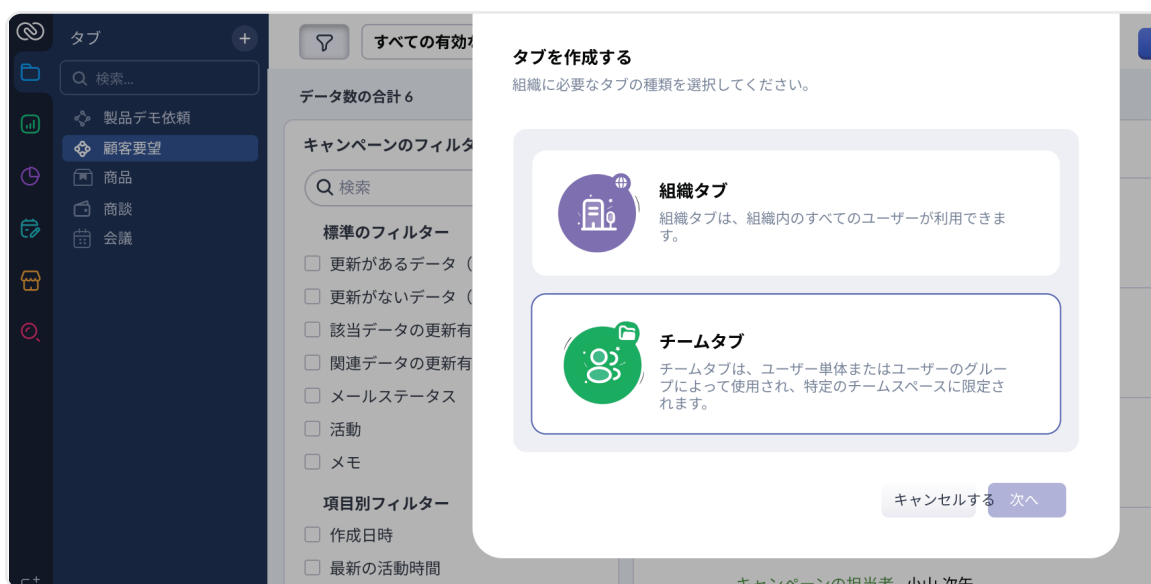 タブ
+
検索...
製品デモ依頼
顧客要望
商品
商談
会議
すべての有効な
データ数の合計 6
キャンペーンのフィルタ
検索
標準のフィルター
更新があるデータ（
更新がないデータ（
該当データの更新有
関連データの更新有
メールステータス
活動
メモ
項目別フィルター
作成日時
最新の活動時間
タブを作成する
組織に必要なタブの種類を選択してください。
組織タブ
組織タブは、組織内のすべてのユーザーが利用できま
す。
チームタブ
チームタブは、ユーザー単体またはユーザーのグルー
プによって使用され、特定のチームスペースに限定さ
れます。
キャンセルする
次へ
キャンペーンの担当者